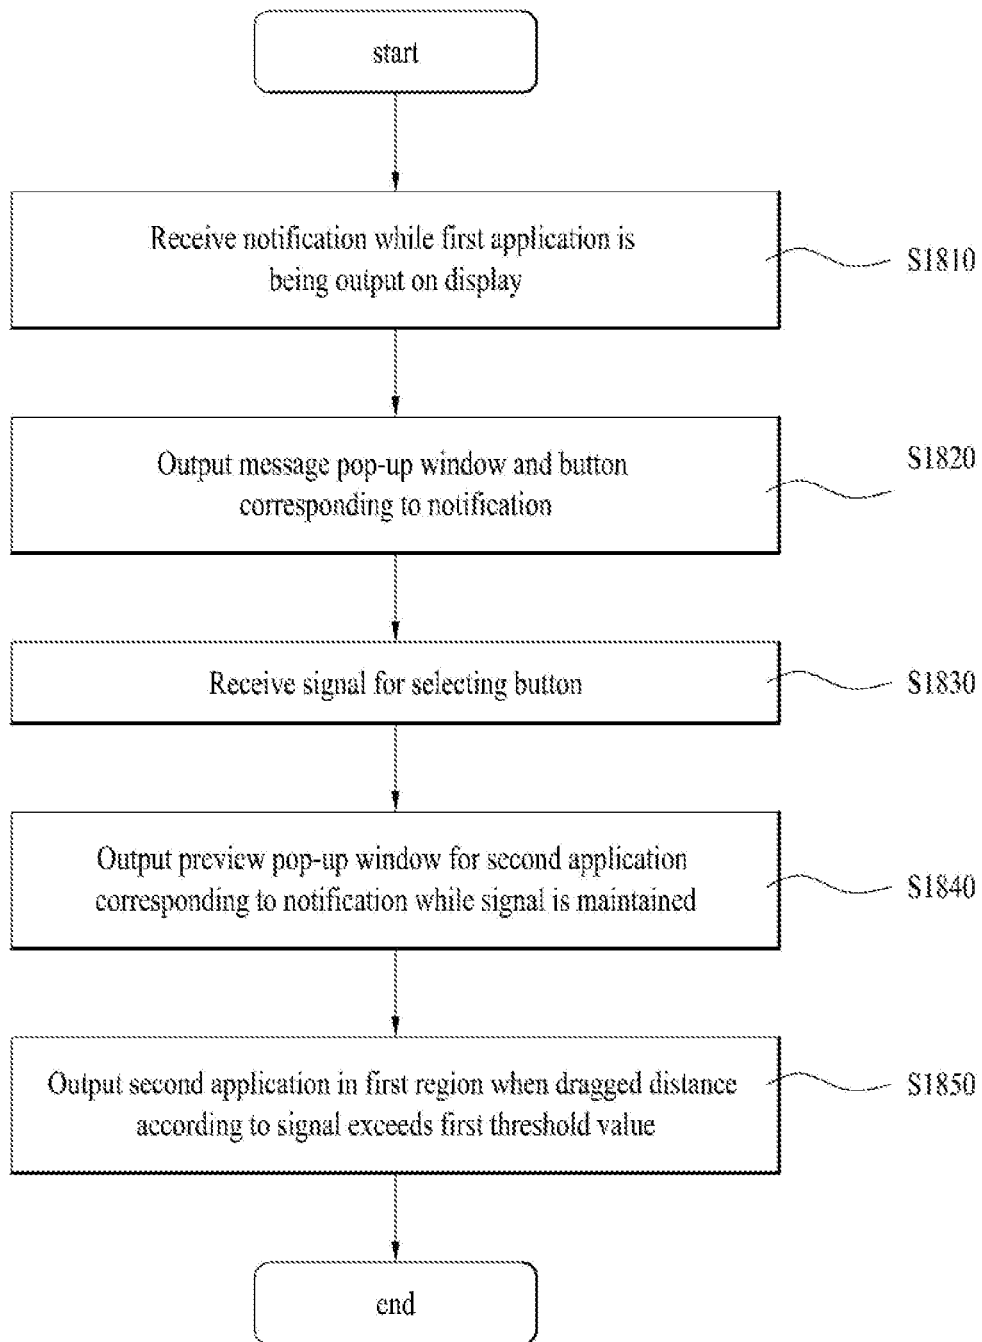 start
Receive notification while first application is
being output on display
S1810
Output message pop-up window and button
corresponding to notification
S1820
Receive signal for selecting button
S1830
Output preview pop-up window for second application
corresponding to notification while signal is maintained
S1840
Output second application in first region when dragged distance
according to signal exceeds first threshold value
S1850
end